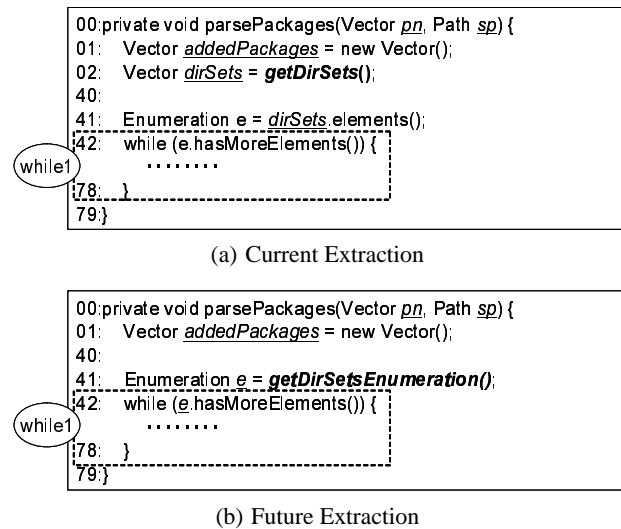 00:private void parsePackages(Vector pn, Path sp) {
01: Vector addedPackages = new Vector();
02: Vector dirSets = getDirSets();
40:
41: Enumeration e = dirSets.elements();
42: while (e.hasMoreElements()) {
while1
........
78: }
79:}
(a) Current Extraction
00:private void parsePackages(Vector pn, Path sp) {
01: Vector addedPackages = new Vector();
40:
41: Enumeration e = getDirSetsEnumeration();
42: while (e.hasMoreElements()) {
while1
........
78: }
79:}
(b) Future Extraction